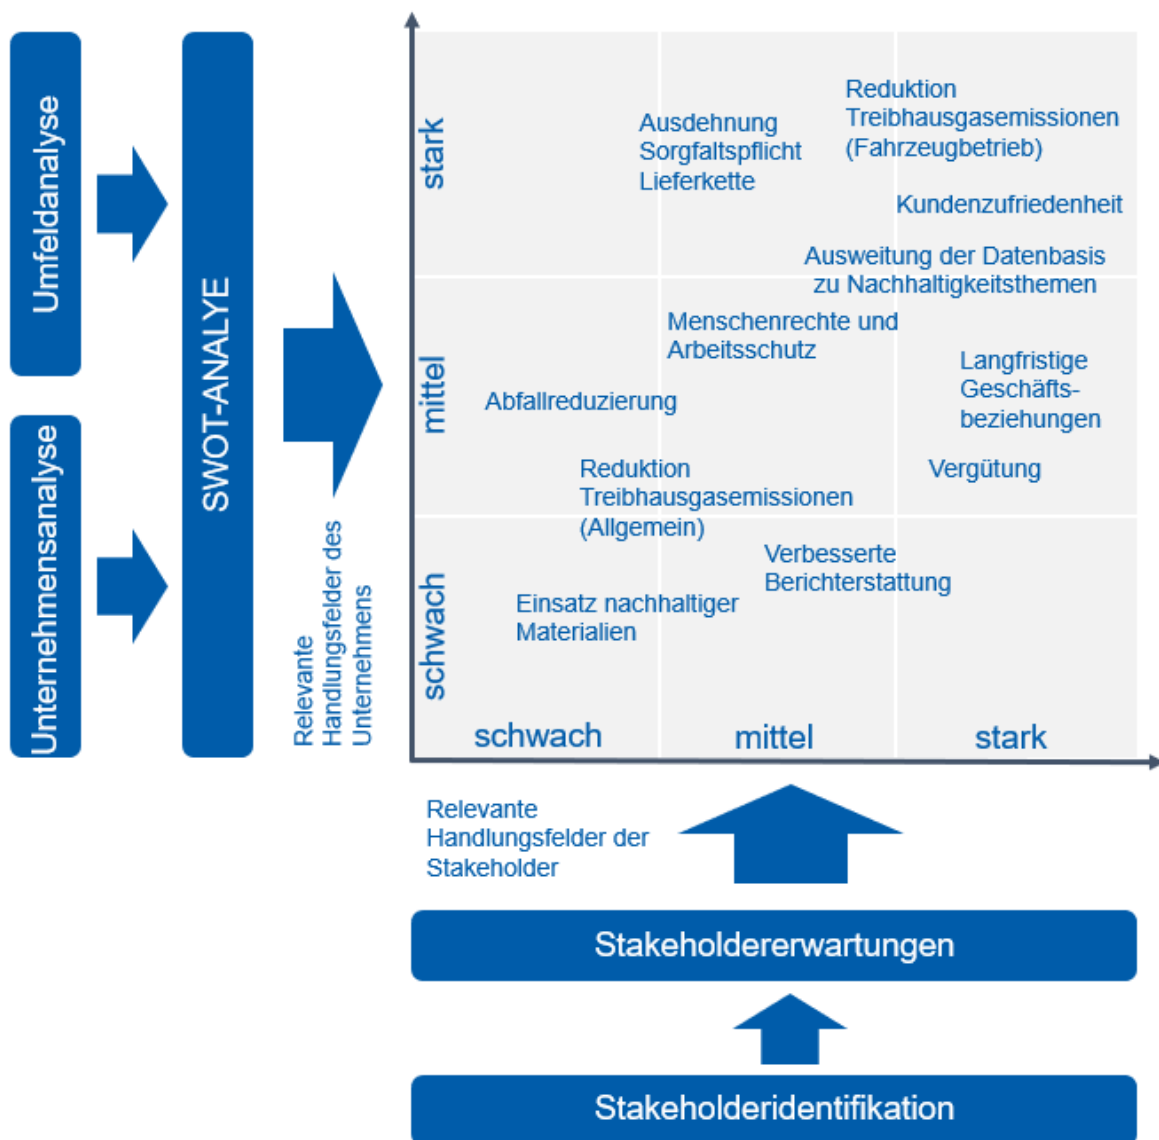 Umfeldanalyse
Unternehmensanalyse
SWOT-ANALYE
Relevante
Handlungsfelder des
Unternehmens
stark
mittel
schwach
Reduktion
Treibhausgasemissionen
(Fahrzeugbetrieb)
Ausdehnung
Sorgfaltspflicht
Lieferkette
Kundenzufriedenheit
Ausweitung der Datenbasis
zu Nachhaltigkeitsthemen
Menschenrechte und
Arbeitsschutz
Langfristige
Geschäfts-
beziehungen
Abfallreduzierung
Reduktion
Treibhausgasemissionen
(Allgemein)
Vergütung
Verbesserte
Berichterstattung
Einsatz nachhaltiger
Materialien
schwach
mittel
stark
Relevante
Handlungsfelder der
Stakeholder
Stakeholdererwartungen
Stakeholderidentifikation